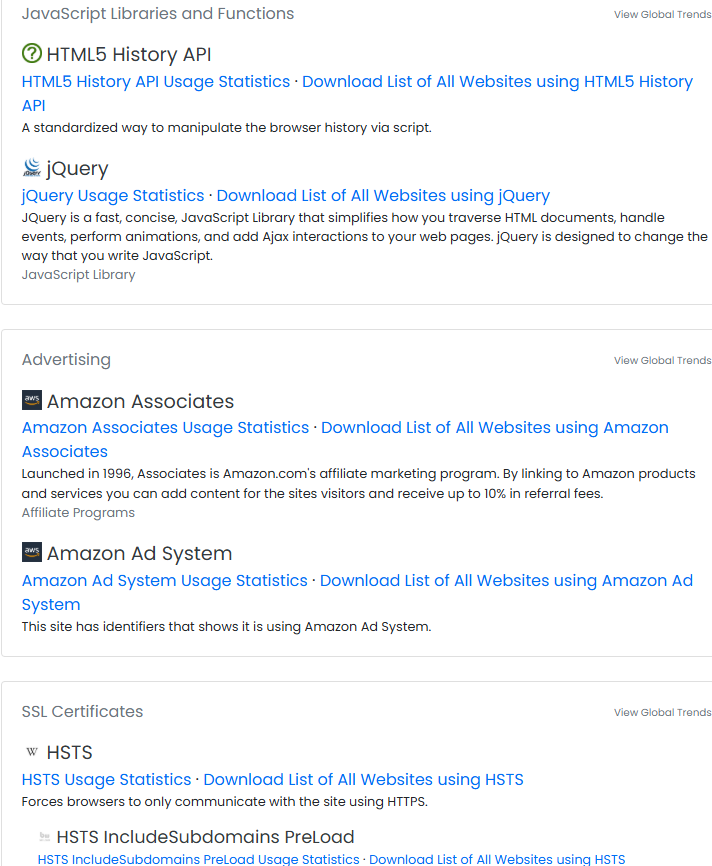 JavaScript Libraries and Functions View Global Trends
HTML5 History API
HTML5 History API Usage Statistics · Download List of All Websites using HTML5 History
API
A standardized way to manipulate the browser history via script.
jQuery
jQuery Usage Statistics · Download List of All Websites using jQuery
JQuery is a fast, concise, JavaScript Library that simplifies how you traverse HTML documents, handle
events, perform animations, and add Ajax interactions to your web pages. jQuery is designed to change the
way that you write JavaScript.
JavaScript Library
Advertising View Global Trends
aws Amazon Associates
Amazon Associates Usage Statistics · Download List of All Websites using Amazon
Associates
Launched in 1996, Associates is Amazon.com's affiliate marketing program. By linking to Amazon products
and services you can add content for the sites visitors and receive up to 10% in referral fees.
Affiliate Programs
aws Amazon Ad System
Amazon Ad System Usage Statistics · Download List of All Websites using Amazon Ad
System
This site has identifiers that shows it is using Amazon Ad System.
SSL Certificates View Global Trends
W HSTS
HSTS Usage Statistics · Download List of All Websites using HSTS
Forces browsers to only communicate with the site using HTTPS.
HSTS IncludeSubdomains PreLoad
HSTS IncludeSubdomains PreLoad Usage Statistics · Download List of All Websites using HSTS